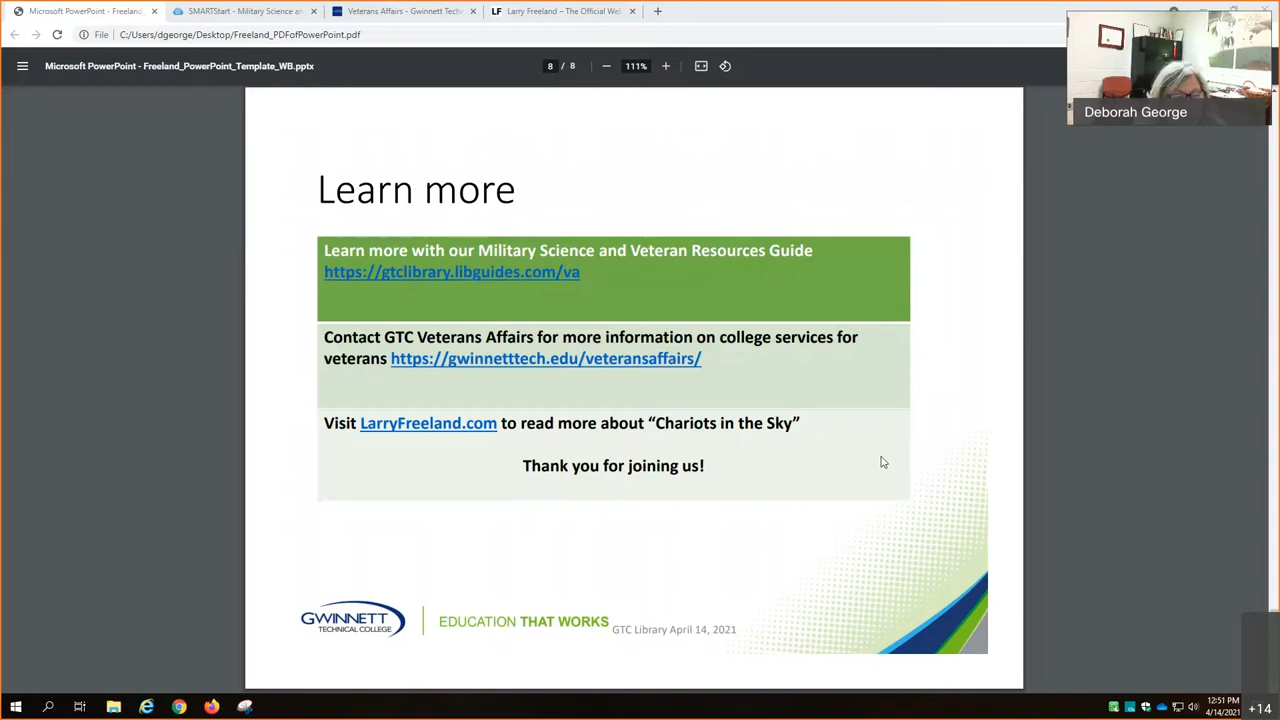 Microsoft PowerPoint - Freeland_
SMARTStart - Military Science an
Veterans Affairs - Gwinnett Tech
LF Larry Freeland – The Official Web
File C:/Users/dgeorge/Desktop/Freeland_PDFofPowerPoint.pdf
Microsoft PowerPoint - Freeland_PowerPoint_Template_WB.pptx
8 / 8
111%
Deborah George
Learn more
Learn more with our Military Science and Veteran Resources Guide
https://gtclibrary.libguides.com/va
Contact GTC Veterans Affairs for more information on college services for
veterans https://gwinnetttech.edu/veteransaffairs/
Visit LarryFreeland.com to read more about “Chariots in the Sky”
Thank you for joining us!
GWINNETT
TECHNICAL COLLEGE
EDUCATION THAT WORKS
GTC Library April 14, 2021
12:51 PM
4/14/2021
+14